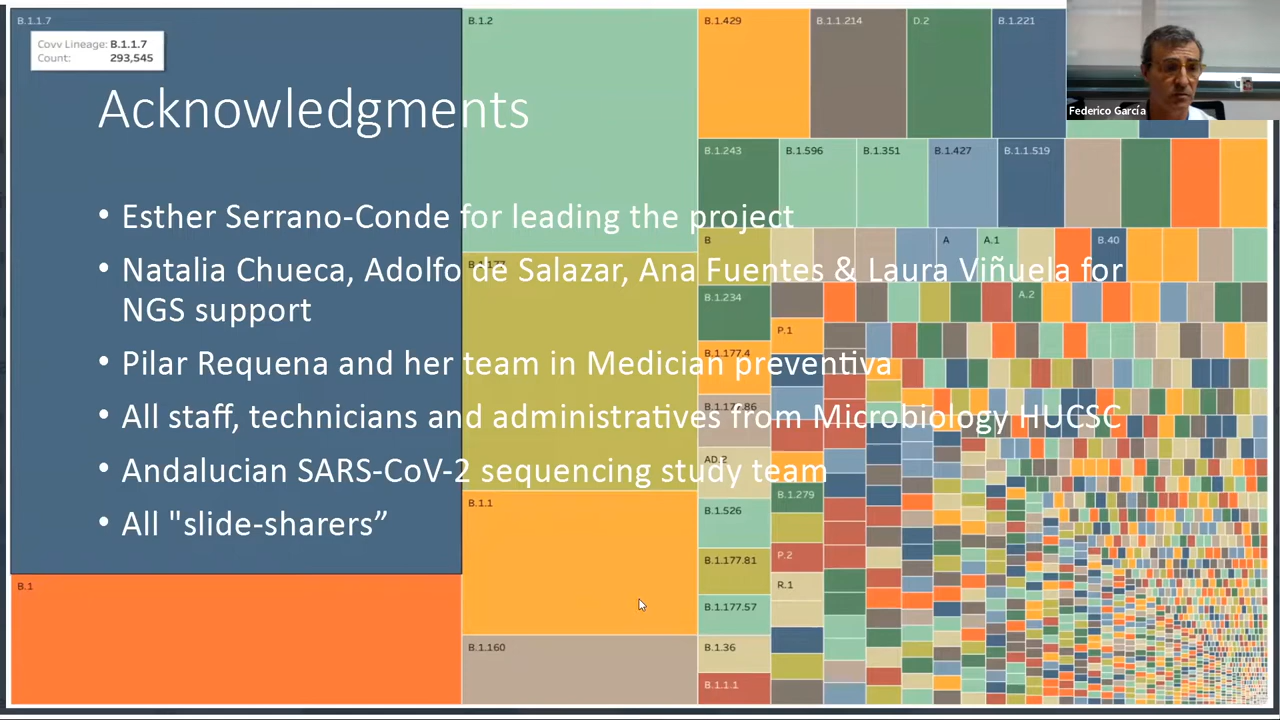 B.1.1.7
Covv Lineage: B.1.1.7
Count: 293,545
B.1.2
B.1.429
B.1.1.214
D.2
B.1.221
Federico García
Acknowledgments
B.1.243
B.1.596
B.1.351
B.1.427
B.1.1.519
• Esther Serrano-Conde for leading the project
B
A
A.1
B.40
• Natalia Chueca, Adolfo de Salazar, Ana Fuentes & Laura Viñuela for
NGS support
B.1.177
B.1.234
A.2
P.1
B.1.177.4
• Pilar Requena and her team in Medician preventiva
B.1.177.86
• All staff, technicians and administratives from Microbiology HUCSC
AD.2
• Andalucian SARS-CoV-2 sequencing study team
B.1.279
B.1.1
B.1.526
• All "slide-sharers”
B.1.177.81
P.2
B.1
R.1
B.1.177.57
B.1.160
B.1.36
B.1.1.1